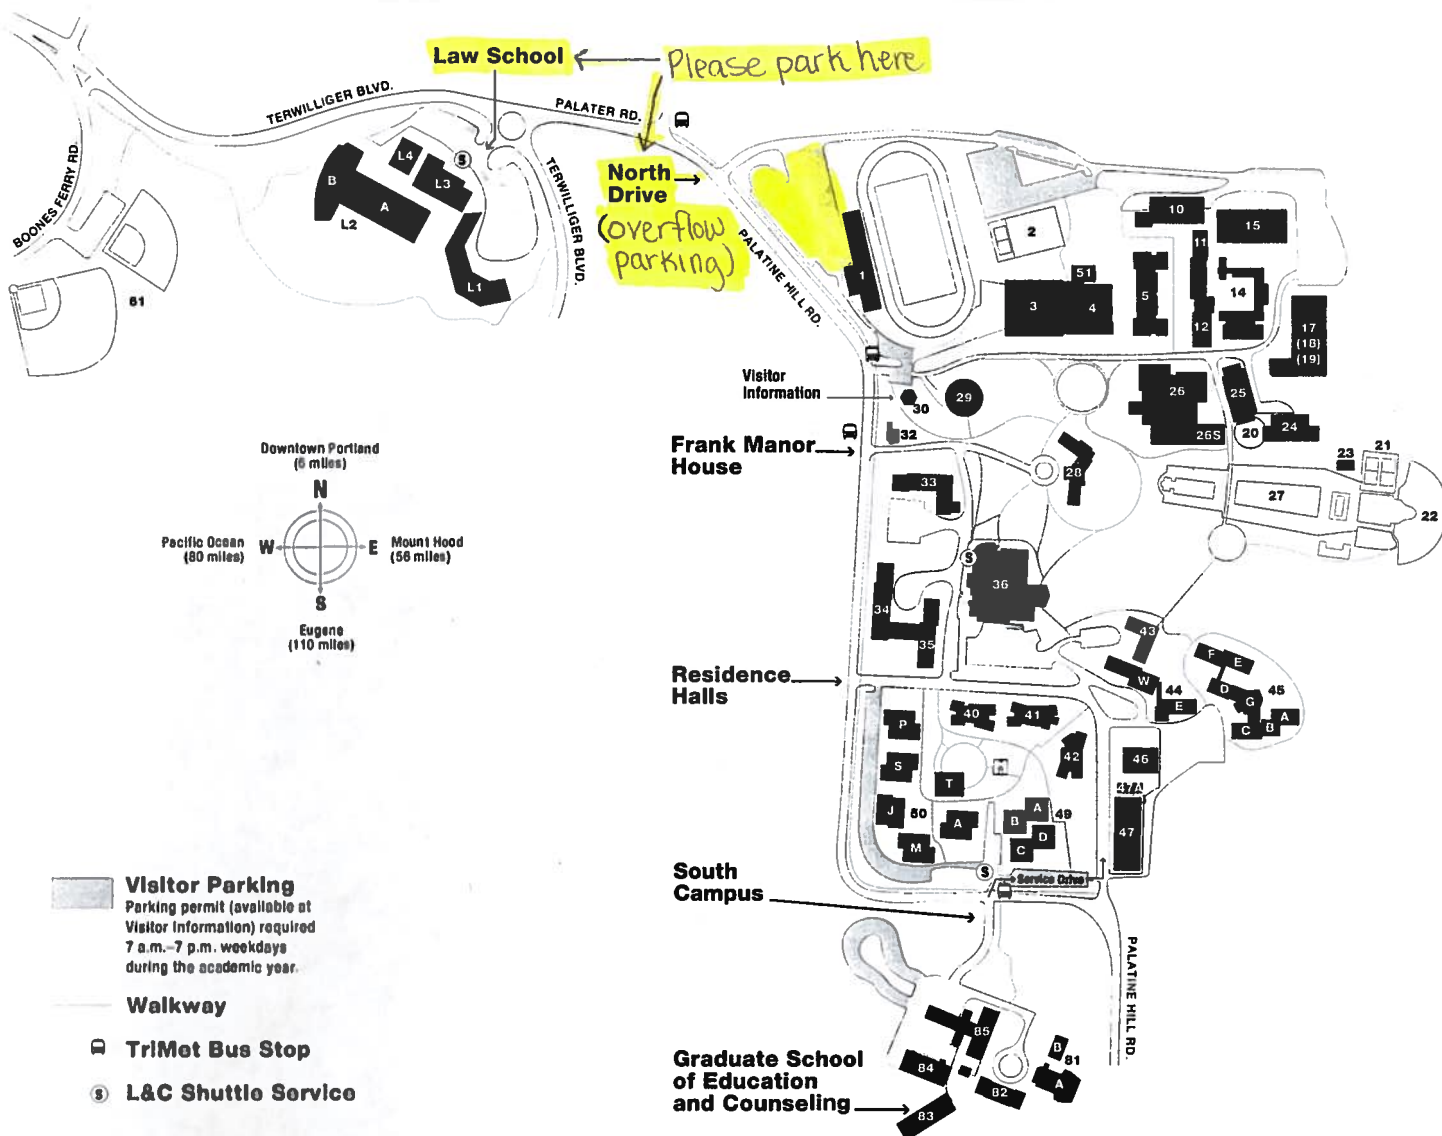 Law School
Please park here
TERWILLIGER BLVD.
PALATER RD.
BOONES FERRY RD.
TERWILLIGER BLVD.
North
Drive
(overflow
parking)
PALATINE HILL RD.
B
A
L2
L4
L3
S
L1
61
1
2
3
4
51
5
10
11
12
15
14
17
(18)
(19)
Visitor
Information
30
29
32
26
26S
25
20
24
23
21
27
22
Frank Manor
House
28
33
Downtown Portland
(6 miles)
N
Pacific Ocean
(80 miles)
W
E
Mount Hood
(56 miles)
S
Eugene
(110 miles)
S
36
34
35
43
W
44
E
F
E
D
G
45
A
B
C
Residence
Halls
P
40
41
S
T
42
46
47A
47
J
50
A
M
B
A
49
D
C
S
Service Drive
South
Campus
PALATINE HILL RD.
Visitor Parking
Parking permit (available at
Visitor Information) required
7 a.m.–7 p.m. weekdays
during the academic year.
Walkway
TriMet Bus Stop
S L&C Shuttle Service
85
84
B
81
A
82
83
Graduate School
of Education
and Counseling